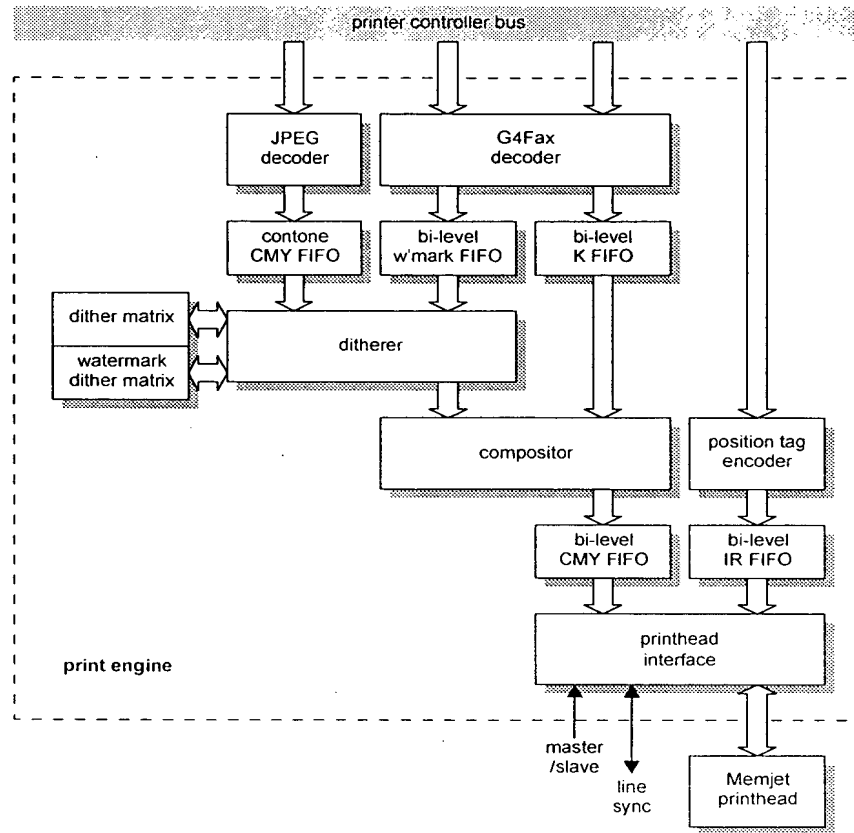 printer controller bus
JPEG
decoder
G4Fax
decoder
contone
CMY FIFO
bi-level
w'mark FIFO
bi-level
K FIFO
dither matrix
watermark
dither matrix
ditherer
compositor
position tag
encoder
bi-level
CMY FIFO
bi-level
IR FIFO
printhead
interface
print engine
master
/slave
line
sync
Memjet
printhead